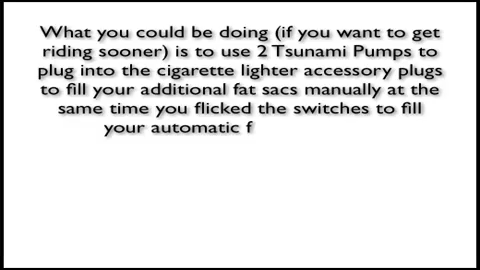 What you could be doing (if you want to get
riding sooner) is to use 2 Tsunami Pumps to
plug into the cigarette lighter accessory plugs
to fill your additional fat sacs manually at the
same time you flicked the switches to fill
your automatic f